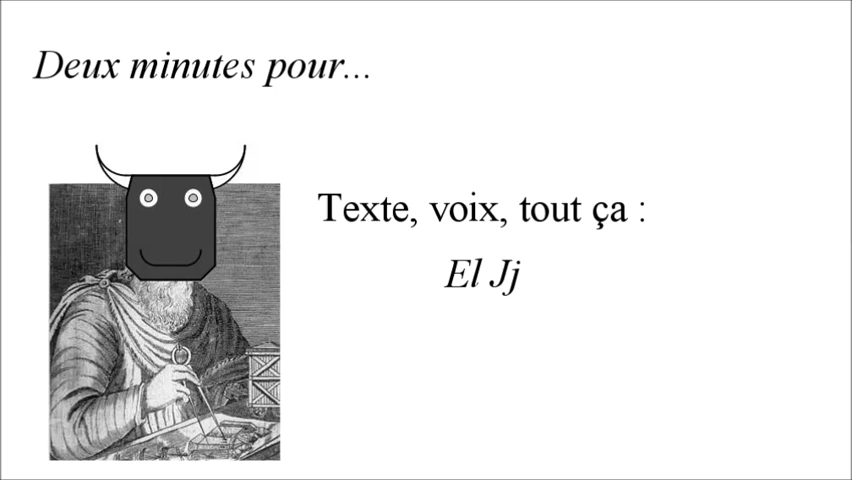 Deux minutes pour...
Texte, voix, tout ça :
El Jj